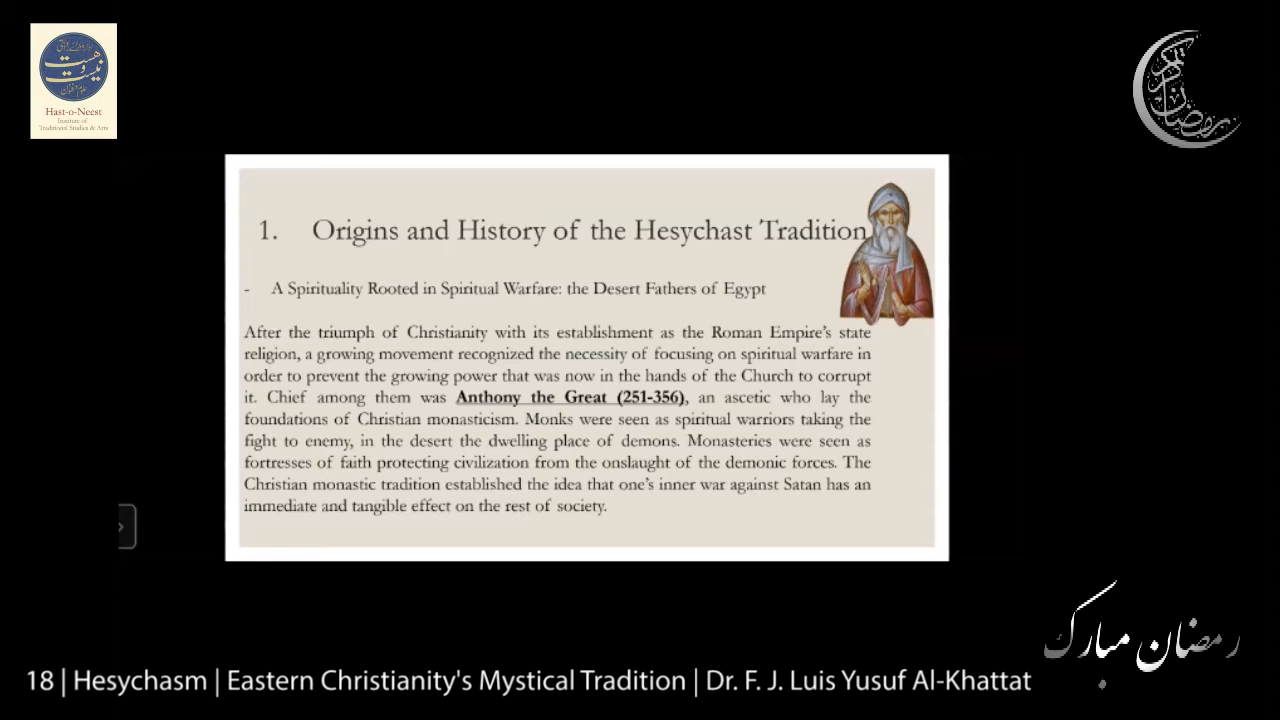 هست
و
نیست
Hast-o-Neest
Institute of
Traditional Studies & Arts
1. Origins and History of the Hesychast Tradition
- A Spirituality Rooted in Spiritual Warfare: the Desert Fathers of Egypt
After the triumph of Christianity with its establishment as the Roman Empire's state
religion, a growing movement recognized the necessity of focusing on spiritual warfare in
order to prevent the growing power that was now in the hands of the Church to corrupt
it. Chief among them was Anthony the Great (251-356), an ascetic who lay the
foundations of Christian monasticism. Monks were seen as spiritual warriors taking the
fight to enemy, in the desert the dwelling place of demons. Monasteries were seen as
fortresses of faith protecting civilization from the onslaught of the demonic forces. The
Christian monastic tradition established the idea that one's inner war against Satan has an
immediate and tangible effect on the rest of society.
رمضان مبارک
18 | Hesychasm | Eastern Christianity's Mystical Tradition | Dr. F. J. Luis Yusuf Al-Khattat